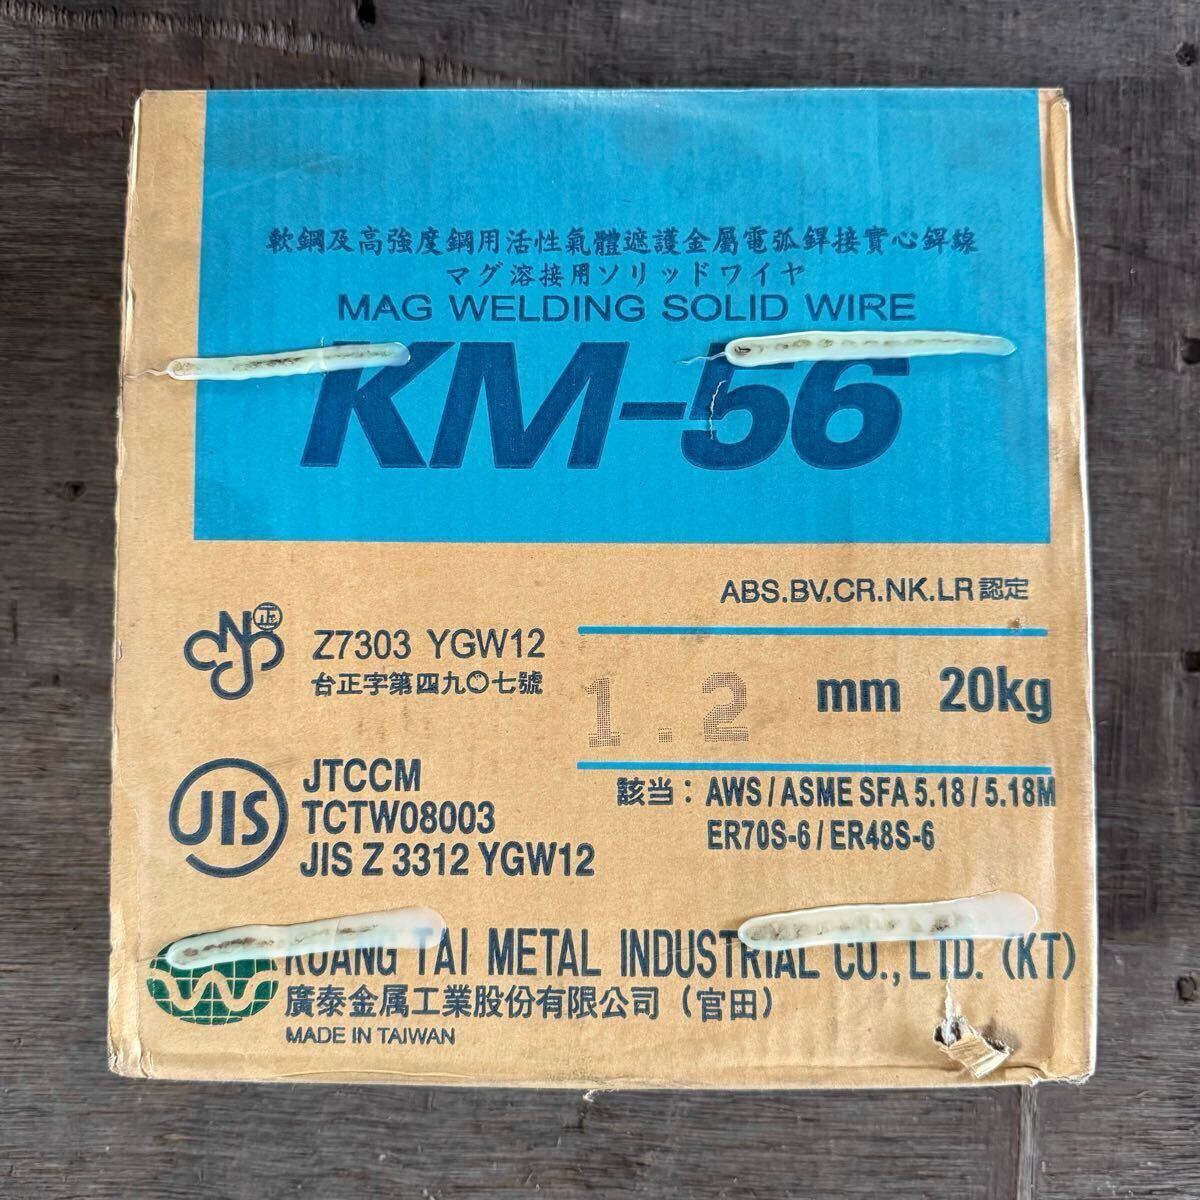 軟鋼及高強度鋼用活性氣體遮護金屬電弧銲接實心銲線
マグ溶接用ソリッドワイヤ
MAG WELDING SOLID WIRE
KM-56
ABS.BV.CR.NK.LR認定
正
CNS
Z7303 YGW12
台正字第四九〇七號
1.2 mm 20kg
JIS
JTCCM
TCTW08003
JIS Z 3312 YGW12
該当：AWS/ASME SFA 5.18/5.18M
ER70S-6/ER48S-6
KUANG TAI METAL INDUSTRIAL CO.,LTD.(KT)
廣泰金属工業股份有限公司（官田）
MADE IN TAIWAN